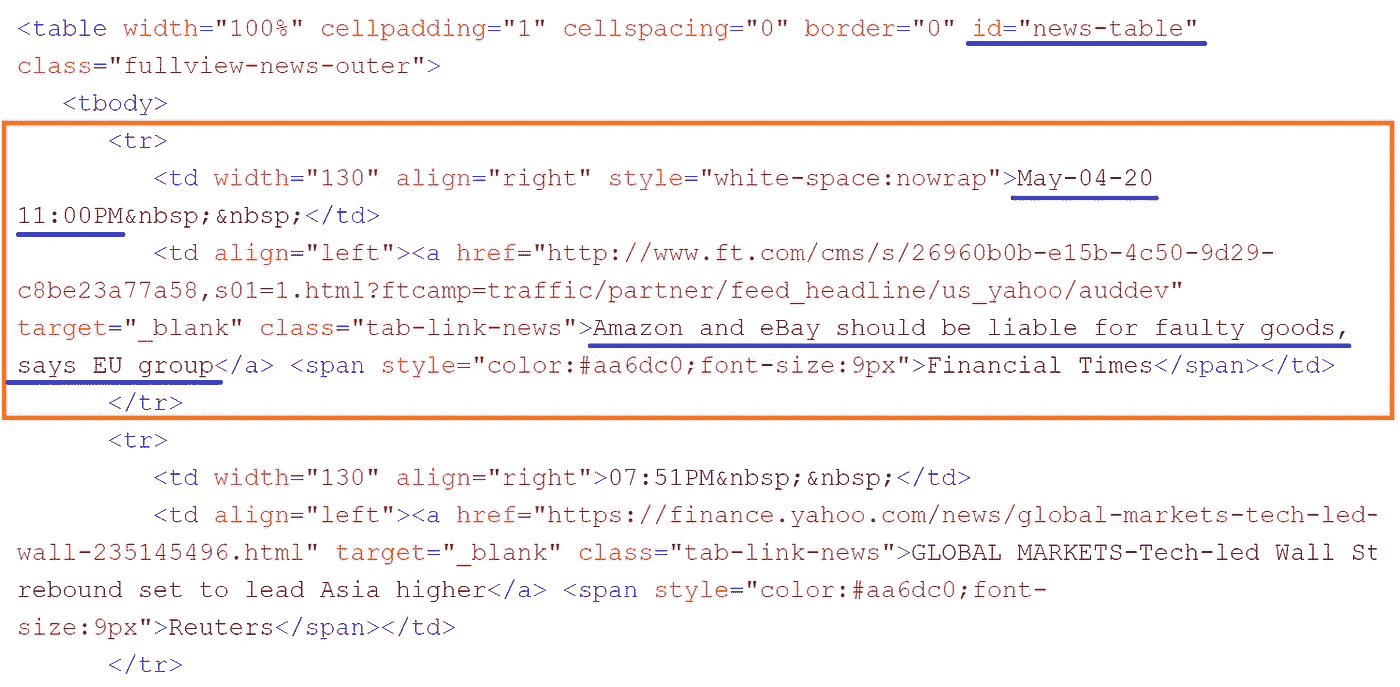 <table width="100%" cellpadding="1" cellspacing="0" border="0" id="news-table"
class="fullview-news-outer">
<tbody>
<tr>
<td width="130" align="right" style="white-space:nowrap">May-04-20
11:00PM&nbsp;&nbsp;</td>
<td align="left"><a href="http://www.ft.com/cms/s/26960b0b-e15b-4c50-9d29-
c8be23a77a58,s01=1.html?ftcamp=traffic/partner/feed_headline/us_yahoo/auddev"
target="_blank" class="tab-link-news">Amazon and eBay should be liable for faulty goods,
says EU group</a> <span style="color:#aa6dc0;font-size:9px">Financial Times</span></td>
</tr>
<tr>
<td width="130" align="right">07:51PM&nbsp;&nbsp;</td>
<td align="left"><a href="https://finance.yahoo.com/news/global-markets-tech-led-
wall-235145496.html" target="_blank" class="tab-link-news">GLOBAL MARKETS-Tech-led Wall St
rebound set to lead Asia higher</a> <span style="color:#aa6dc0;font-
size:9px">Reuters</span></td>
</tr>